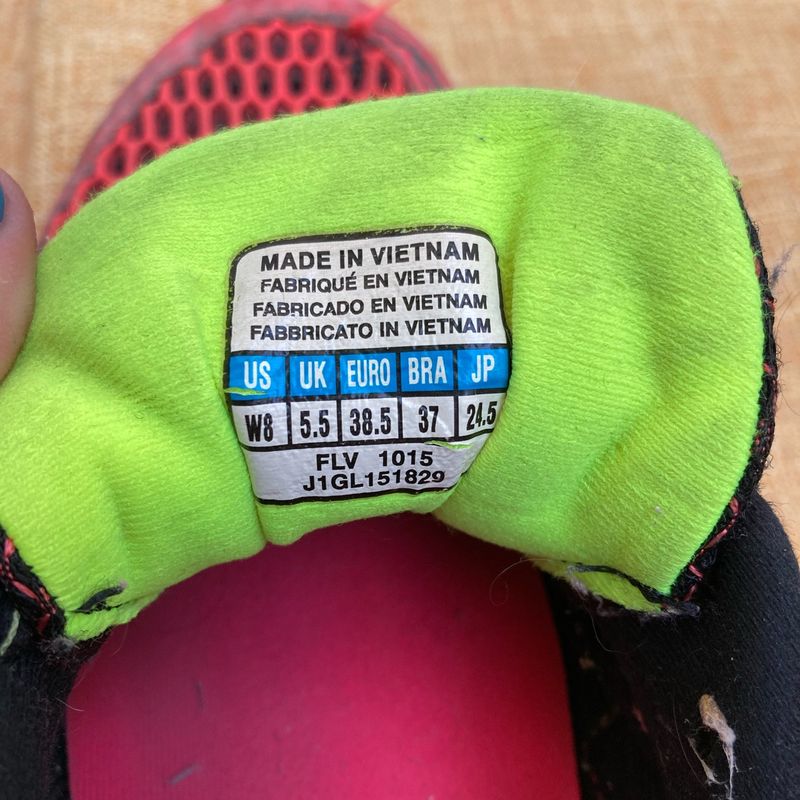 MADE IN VIETNAM
FABRIQUÉ EN VIETNAM
FABRICADO EN VIETNAM
FABBRICATO IN VIETNAM
US UK EURO BRA JP
W8 5.5 38.5 37 24.5
FLV 1015
J1GL151829